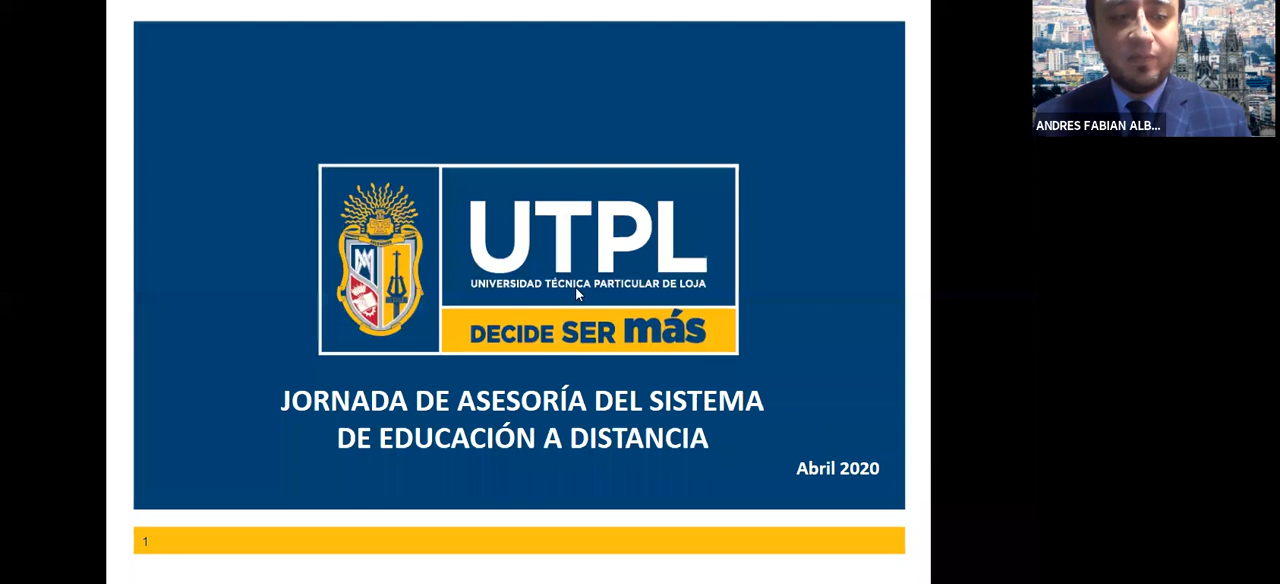 UTPL
UNIVERSIDAD TÉCNICA PARTICULAR DE LOJA
DECIDE SER más
JORNADA DE ASESORÍA DEL SISTEMA
DE EDUCACIÓN A DISTANCIA
Abril 2020
1
ANDRES FABIAN ALB...